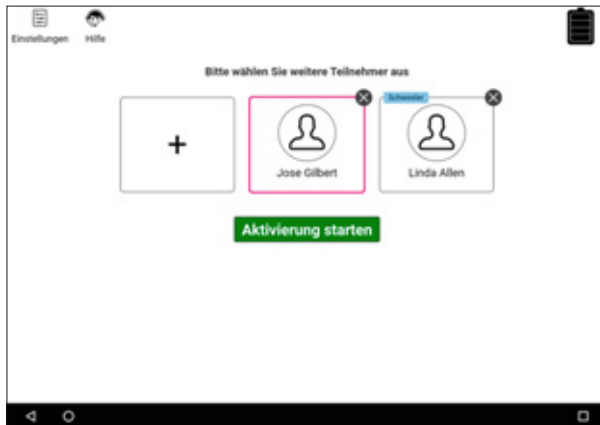 Einstellungen Hilfe
Bitte wählen Sie weitere Teilnehmer aus
+
Schwester
Jose Gilbert
Linda Allen
Aktivierung starten